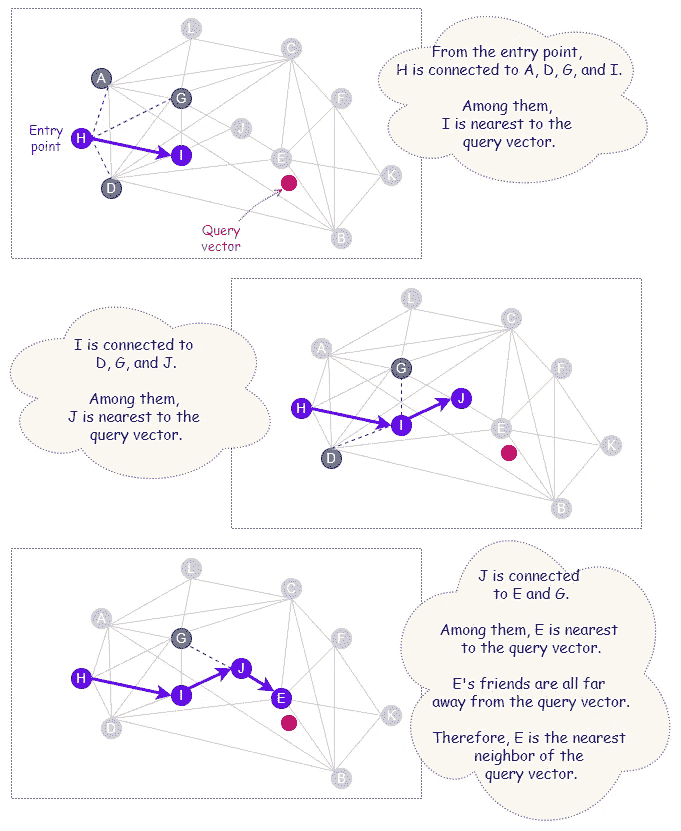 L
C
A
G
F
Entry
point
H
J
I
E
K
D
Query
vector
B
From the entry point,
H is connected to A, D, G, and I.
Among them,
I is nearest to the
query vector.
I is connected to
D, G, and J.
Among them,
J is nearest to the
query vector.
L
C
A
G
F
H
J
I
E
K
D
B
L
C
A
G
F
H
J
I
E
K
D
B
J is connected
to E and G.
Among them, E is nearest
to the query vector.
E's friends are all far
away from the query vector.
Therefore, E is the nearest
neighbor of the
query vector.